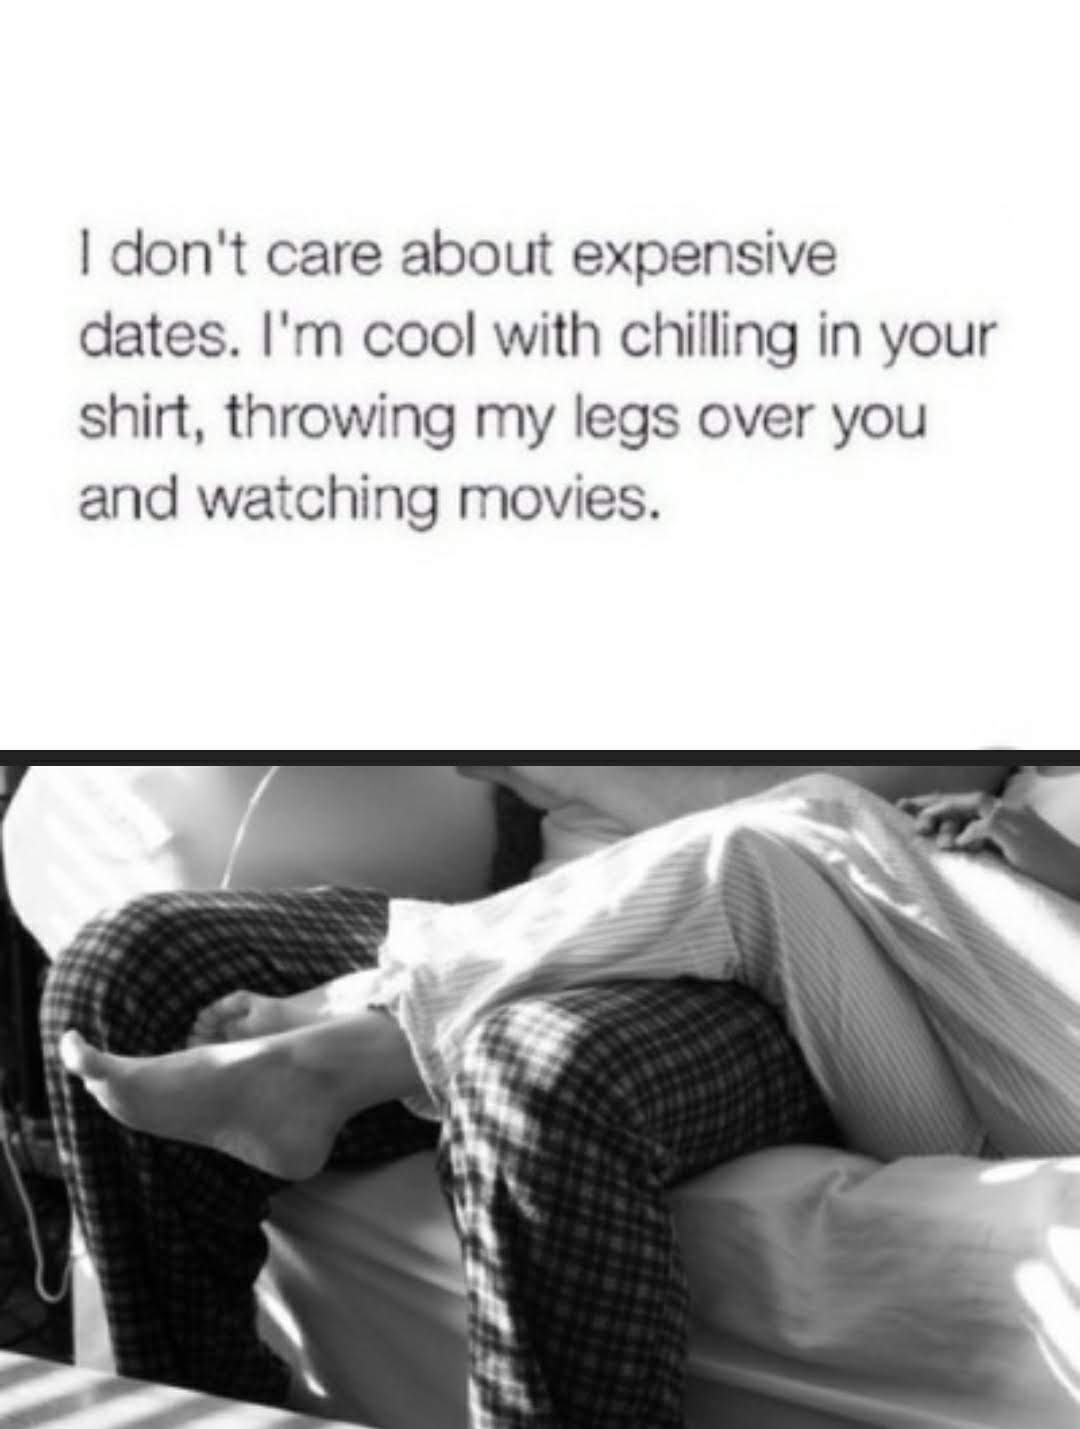 I don't care about expensive
dates. I'm cool with chilling in your
shirt, throwing my legs over you
and watching movies.